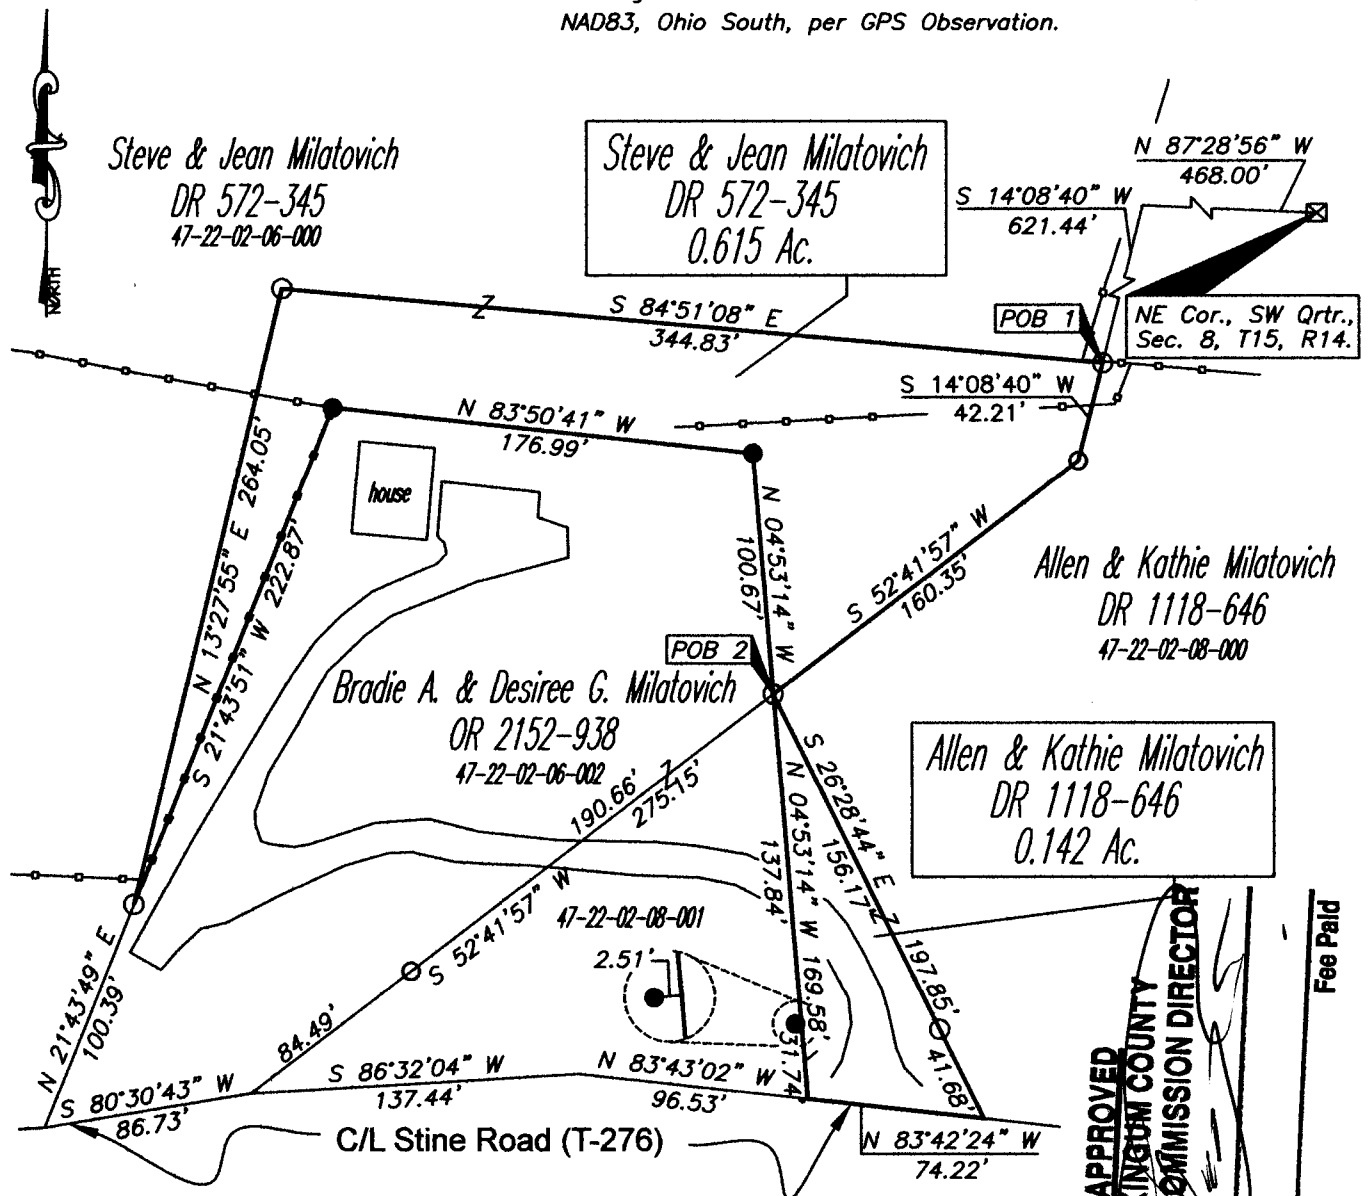 NAD83, Ohio South, per GPS Observation.
NORTH
Steve & Jean Milatovich
DR 572-345
47-22-02-06-000
Steve & Jean Milatovich
DR 572-345
0.615 Ac.
N 87°28'56" W
468.00'
S 14°08'40" W
621.44'
NE Cor., SW Qrtr.,
Sec. 8, T15, R14.
POB 1
S 84°51'08" E
344.83'
S 14°08'40" W
42.21'
N 83°50'41" W
176.99'
house
N 13°27'55" E 264.05'
S 21°43'51" W 222.87'
N 04°53'14" W
100.67'
S 52°41'57" W
160.35'
Allen & Kathie Milatovich
DR 1118-646
47-22-02-08-000
POB 2
Bradie A. & Desiree G. Milatovich
OR 2152-938
47-22-02-06-002
190.66'
275.15'
S 52°41'57" W
S 26°28'44" E
156.17'
197.85'
41.68'
N 04°53'14" W 169.58'
137.84'
31.74'
Allen & Kathie Milatovich
DR 1118-646
0.142 Ac.
47-22-02-08-001
2.51'
84.49'
N 21°43'49" E
100.39'
S 80°30'43" W
86.73'
S 86°32'04" W
137.44'
N 83°43'02" W
96.53'
C/L Stine Road (T-276)
N 83°42'24" W
74.22'
APPROVED
INGUM COUNTY
OMMISSION DIRECTOR
Fee Paid